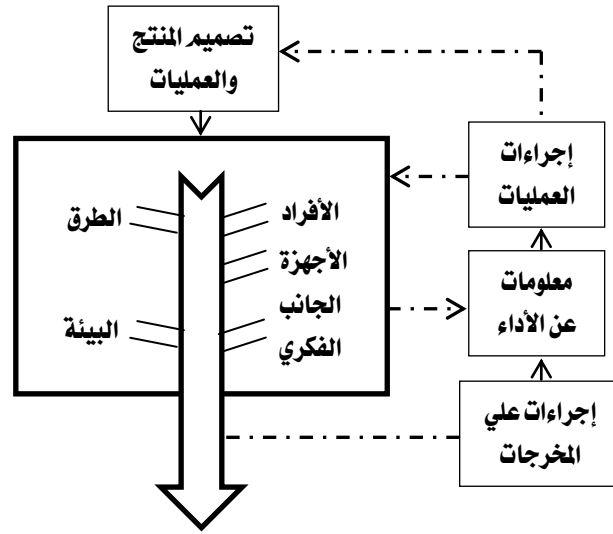 تصميم المنتج
والعمليات
إجراءات
العمليات
الأفراد
الطرق
الأجهزة
معلومات
عن الأداء
الجانب
الفكري
البيئة
إجراءات علي
المخرجات